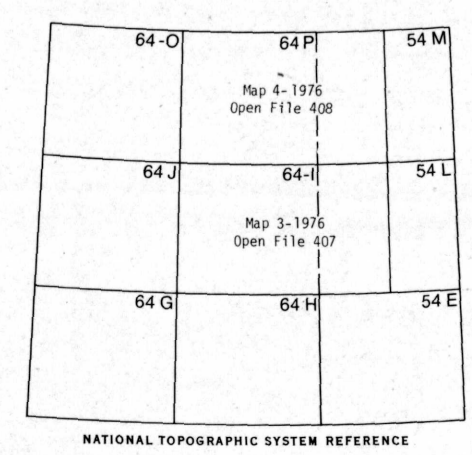 64-O 64 P 54 M
Map 4-1976
Open File 408
64 J 64-I 54 L
Map 3-1976
Open File 407
64 G 64 H 54 E
NATIONAL TOPOGRAPHIC SYSTEM REFERENCE